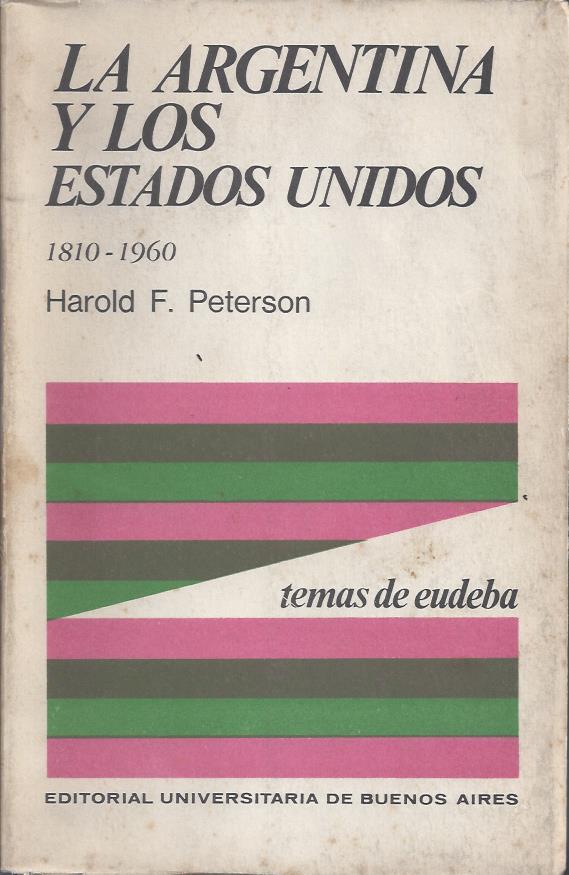 LA ARGENTINA
Y LOS
ESTADOS UNIDOS
1810 - 1960
Harold F. Peterson
temas de eudeba
EDITORIAL UNIVERSITARIA DE BUENOS AIRES